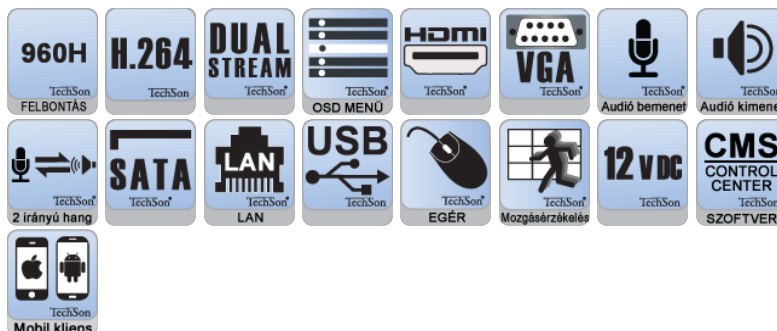 960H
TechSon
FELBONTÁS
H.264
TechSon
DUAL
STREAM
TechSon
TechSon
OSD MENÜ
HDMI
TechSon
VGA
TechSon
TechSon
Audió bemenet
TechSon
Audió kimenet
TechSon
2 irányú hang
SATA
TechSon
LAN
TechSon
LAN
USB
TechSon
TechSon
EGÉR
TechSon
Mozgásérzékelés
12 V DC
TechSon
CMS
CONTROL
CENTER
TechSon
SZOFTVER
TechSon
Mobil kliens